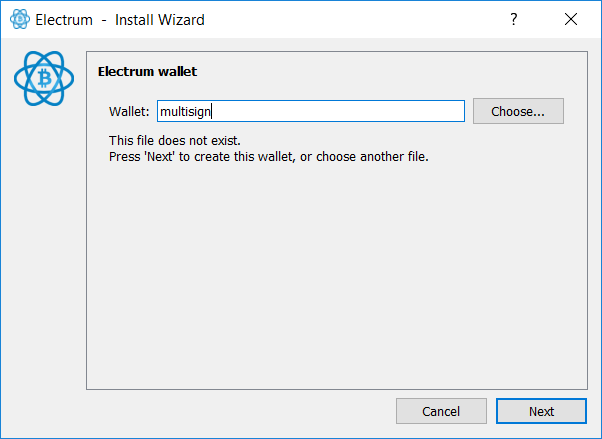 Electrum - Install Wizard
?
Electrum wallet
Wallet: multisign Choose...
This file does not exist.
Press 'Next' to create this wallet, or choose another file.
Cancel Next